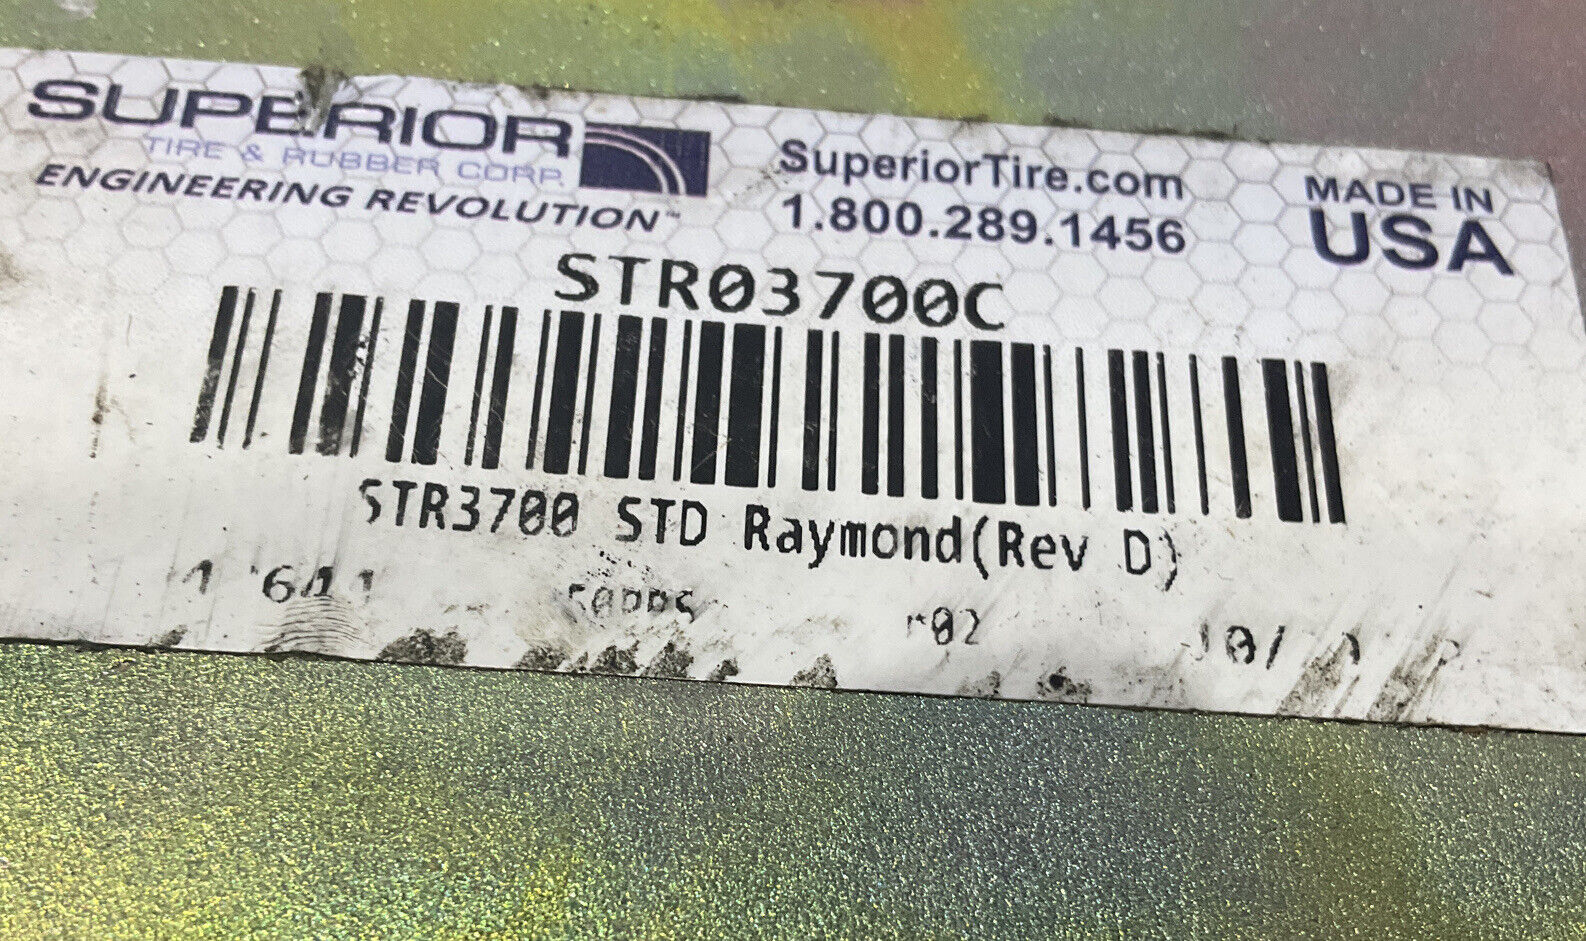 SUPERIOR
TIRE & RUBBER CORP.
ENGINEERING REVOLUTION™
SuperiorTire.com
1.800.289.1456
MADE IN
USA
STR03700C
STR3700 STD Raymond(Rev D)